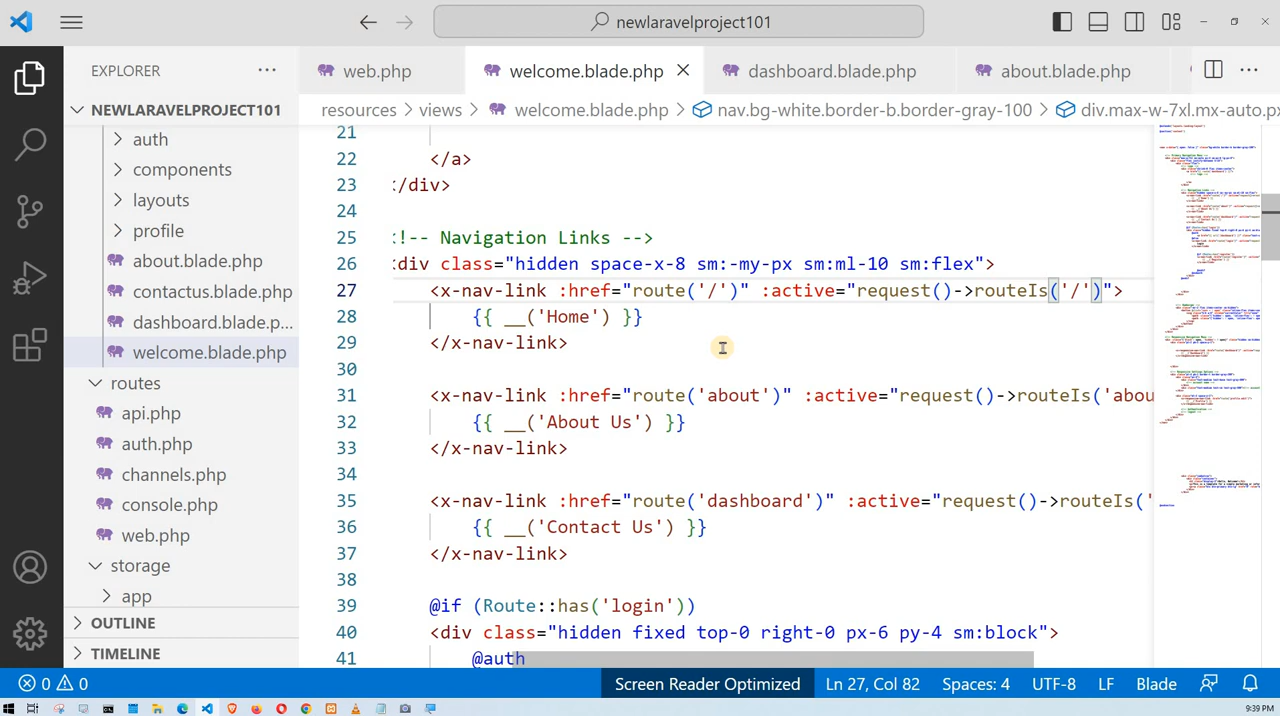 newlaravelproject101
EXPLORER
web.php
welcome.blade.php
dashboard.blade.php
about.blade.php
NEWLARAVELPROJECT101
resources > views > welcome.blade.php > nav.bg-white.border-b.border-gray-100 > div.max-w-7xl.mx-auto.px
auth
components
layouts
profile
about.blade.php
contactus.blade.php
dashboard.blade.p...
welcome.blade.php
routes
api.php
auth.php
channels.php
console.php
web.php
storage
app
OUTLINE
TIMELINE
21
22 </a>
23 :/div>
24
25 :!-- Navigation Links -->
26 :div class="hidden space-x-8 sm:-my-px sm:ml-10 sm:flex">
27 <x-nav-link :href="route('/')" :active="request()->routeIs('/')">
28 {{ __('Home') }}
29 </x-nav-link>
30
31 <x-nav-link :href="route('about') :active="request()->routeIs('abou
32 {{ __('About Us') }}
33 </x-nav-link>
34
35 <x-nav-link :href="route('dashboard')" :active="request()->routeIs('
36 {{ __('Contact Us') }}
37 </x-nav-link>
38
39 @if (Route::has('login'))
40 <div class="hidden fixed top-0 right-0 px-6 py-4 sm:block">
41 @auth
0 0
Screen Reader Optimized
Ln 27, Col 82
Spaces: 4
UTF-8
LF
Blade
9:39 PM